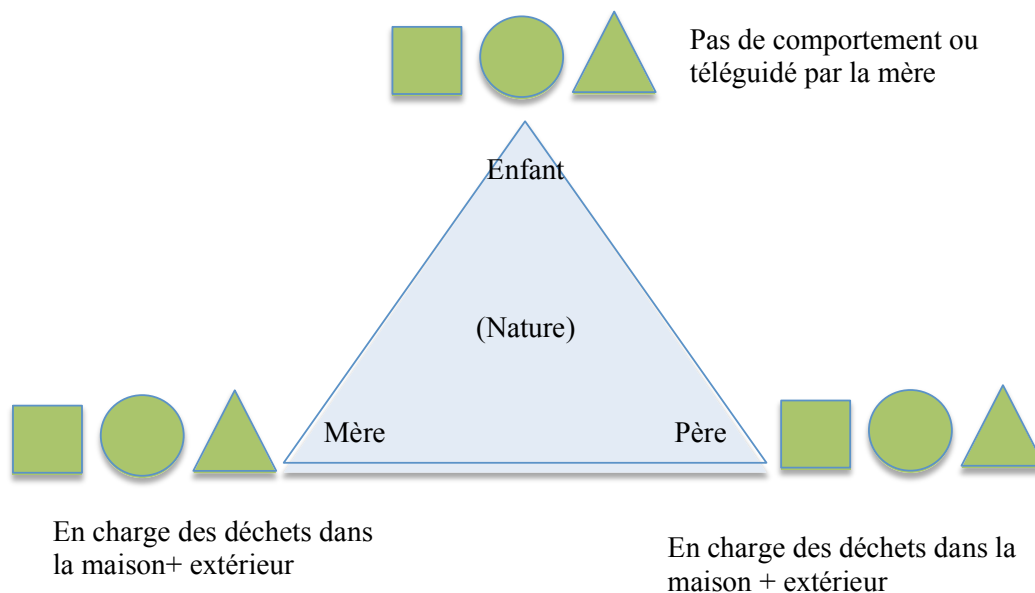 Pas de comportement ou
téléguidé par la mère
Enfant
(Nature)
Mère
Père
En charge des déchets dans
la maison+ extérieur
En charge des déchets dans la
maison + extérieur